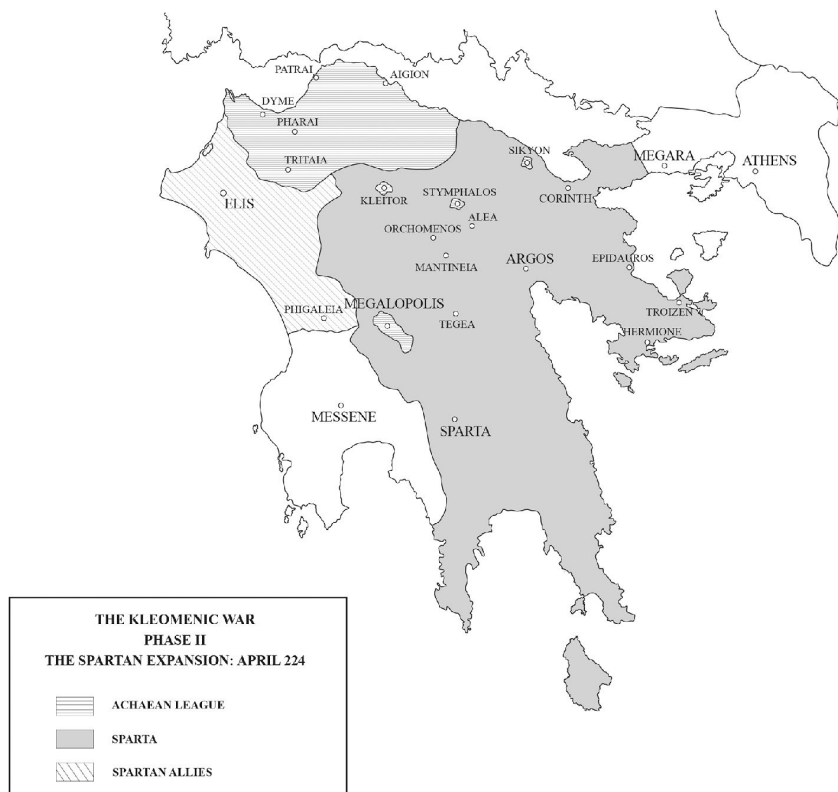 PATRAI
AIGION
DYME
PHARAI
TRITAIA
SIKYON
MEGARA
ATHENS
ELIS
KLEITOR
STYMPHALOS
CORINTH
ALEA
ORCHOMENOS
MANTINEIA
ARGOS
EPIDAUROS
PHIGALEIA
MEGALOPOLIS
TEGEA
TROIZEN
HERMIONE
MESSENE
SPARTA
THE KLEOMENIC WAR
PHASE II
THE SPARTAN EXPANSION: APRIL 224
ACHAEAN LEAGUE
SPARTA
SPARTAN ALLIES